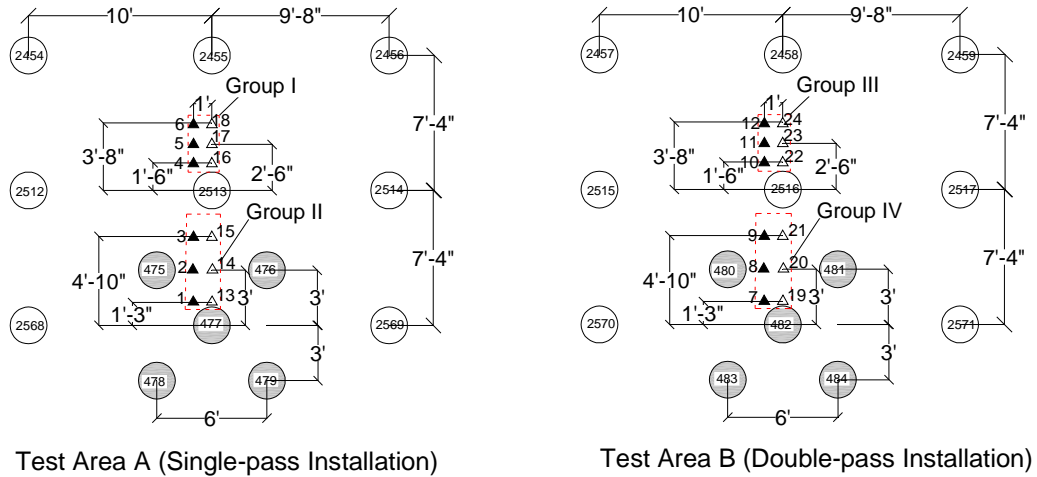 10' 9'-8" 10' 9'-8"
2454 2455 2456 2457 2458 2459
Group I Group III
1' 1'
6 18 12 24
7'-4" 7'-4"
5 17 11 23
3'-8" 3'-8"
4 16 10 22
1'-6" 2'-6" 1'-6" 2'-6"
2512 2513 2514 2515 2516 2517
Group II Group IV
3 15 9 21
7'-4" 7'-4"
475 2 14 476 480 8 20 481
4'-10" 4'-10"
1 13 3' 3' 7 19 3' 3'
1'-3" 1'-3"
2568 477 2569 2570 482 2571
3' 3'
478 479 483 484
6' 6'
Test Area A (Single-pass Installation) Test Area B (Double-pass Installation)